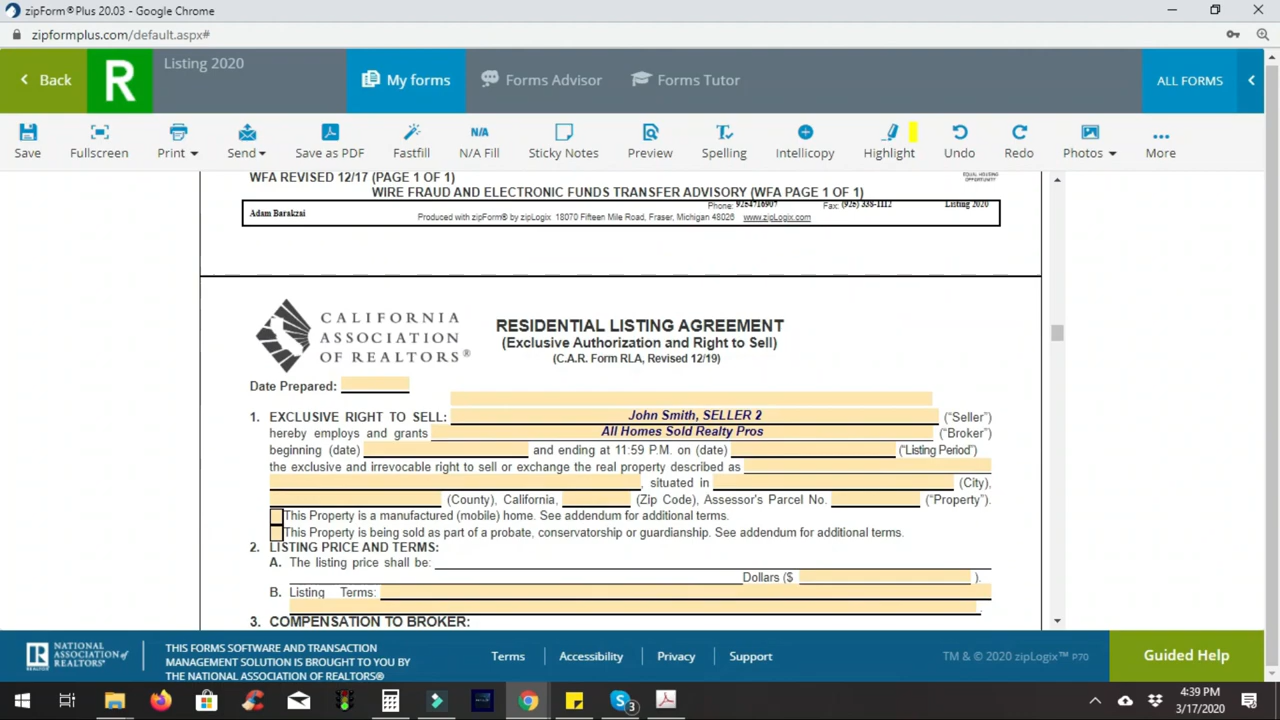 zipForm® Plus 20.03 - Google Chrome
zipformplus.com/default.aspx#
Back
R
Listing 2020
My forms
Forms Advisor
Forms Tutor
ALL FORMS
N/A
Save
Fullscreen
Print
Send
Save as PDF
Fastfill
N/A Fill
Sticky Notes
Preview
Spelling
Intellicopy
Highlight
Undo
Redo
Photos
More
EQUAL HOUSING
OPPORTUNITY
WFA REVISED 12/17 (PAGE 1 OF 1)
WIRE FRAUD AND ELECTRONIC FUNDS TRANSFER ADVISORY (WFA PAGE 1 OF 1)
Phone: 9254716907 Fax: (925) 338-1112 Listing 2020
Adam Barakzai
Produced with zipForm® by zipLogix 18070 Fifteen Mile Road, Fraser, Michigan 48026 www.zipLogix.com
CALIFORNIA
ASSOCIATION
OF REALTORS®
RESIDENTIAL LISTING AGREEMENT
(Exclusive Authorization and Right to Sell)
(C.A.R. Form RLA, Revised 12/19)
Date Prepared:
1. EXCLUSIVE RIGHT TO SELL: John Smith, SELLER 2 (“Seller”)
hereby employs and grants All Homes Sold Realty Pros (“Broker”)
beginning (date) and ending at 11:59 P.M. on (date) (“Listing Period”)
the exclusive and irrevocable right to sell or exchange the real property described as
, situated in (City),
(County), California, (Zip Code), Assessor's Parcel No. (“Property”).
This Property is a manufactured (mobile) home. See addendum for additional terms.
This Property is being sold as part of a probate, conservatorship or guardianship. See addendum for additional terms.
2. LISTING PRICE AND TERMS:
A. The listing price shall be:
Dollars ($ ).
B. Listing Terms:
.
3. COMPENSATION TO BROKER:
NATIONAL
ASSOCIATION of
REALTORS®
THIS FORMS SOFTWARE AND TRANSACTION
MANAGEMENT SOLUTION IS BROUGHT TO YOU BY
THE NATIONAL ASSOCIATION OF REALTORS®
Terms
Accessibility
Privacy
Support
TM & © 2020 zipLogix™ P70
Guided Help
3
4:39 PM
3/17/2020